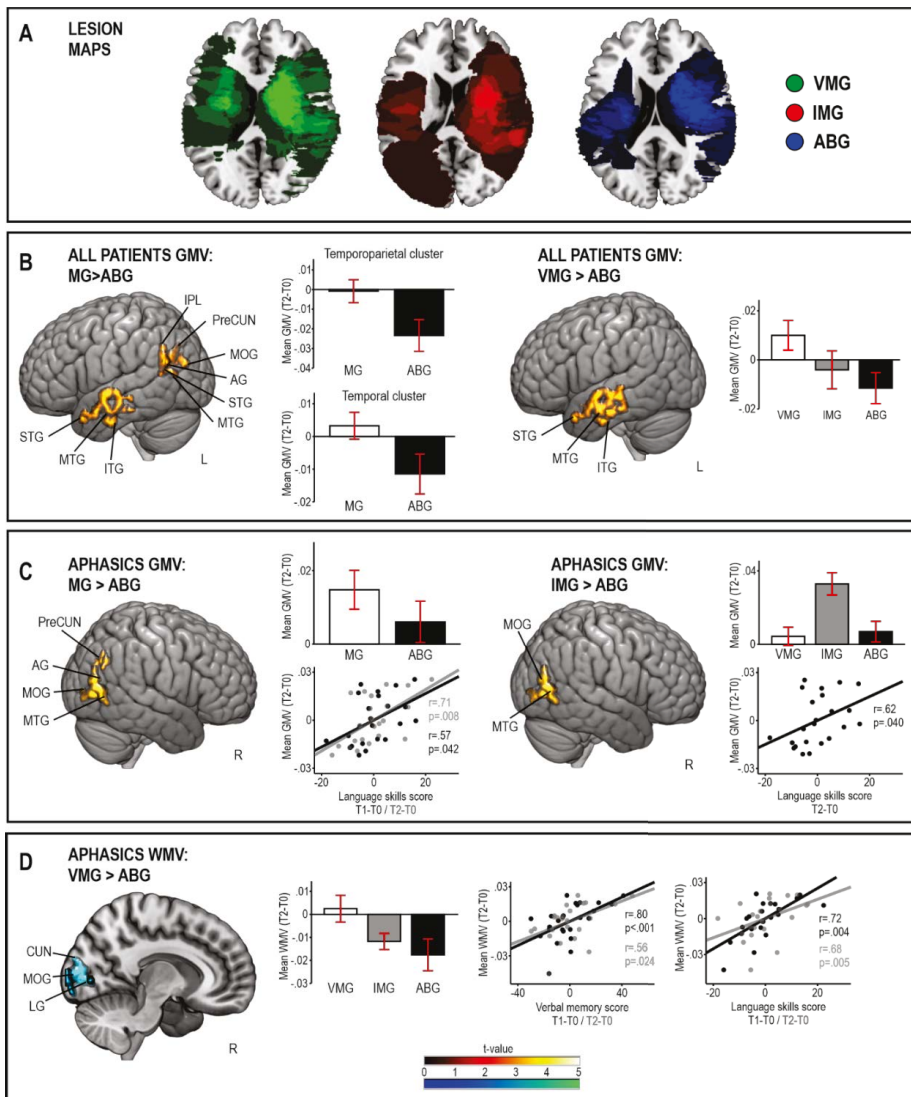 A
LESION
MAPS
VMG
IMG
ABG
B
ALL PATIENTS GMV:
MG>ABG
IPL
PreCUN
MOG
AG
STG
MTG
STG
MTG
ITG
L
Temporoparietal cluster
Mean GMV (T2-T0)
.01
0
-.01
-.02
-.03
-.04
MG
ABG
Temporal cluster
Mean GMV (T2-T0)
.01
0
-.01
-.02
MG
ABG
ALL PATIENTS GMV:
VMG > ABG
STG
MTG
ITG
L
Mean GMV (T2-T0)
.02
0
-.02
VMG
IMG
ABG
C
APHASICS GMV:
MG > ABG
PreCUN
AG
MOG
MTG
R
Mean GMV (T2-T0)
.02
0
MG
ABG
Mean GMV (T2-T0)
.03
0
-.03
r=.71
p=.008
r=.57
p=.042
-20
0
20
Language skills score
T1-T0 / T2-T0
APHASICS GMV:
IMG > ABG
MOG
MTG
R
Mean GMV (T2-T0)
.04
0
VMG
IMG
ABG
Mean GMV (T2-T0)
.03
0
-.03
r=.62
p=.040
-20
0
20
Language skills score
T2-T0
D
APHASICS WMV:
VMG > ABG
CUN
MOG
LG
R
Mean WMV (T2-T0)
.01
0
-.01
-.02
-.03
VMG
IMG
ABG
Mean WMV (T2-T0)
.03
0
-.03
r=.80
p<.001
r=.56
p=.024
-40
0
40
Verbal memory score
T1-T0 / T2-T0
Mean WMV (T2-T0)
.03
0
-.03
r=.72
p=.004
r=.68
p=.005
-20
0
20
Language skills score
T1-T0 / T2-T0
t-value
0 1 2 3 4 5